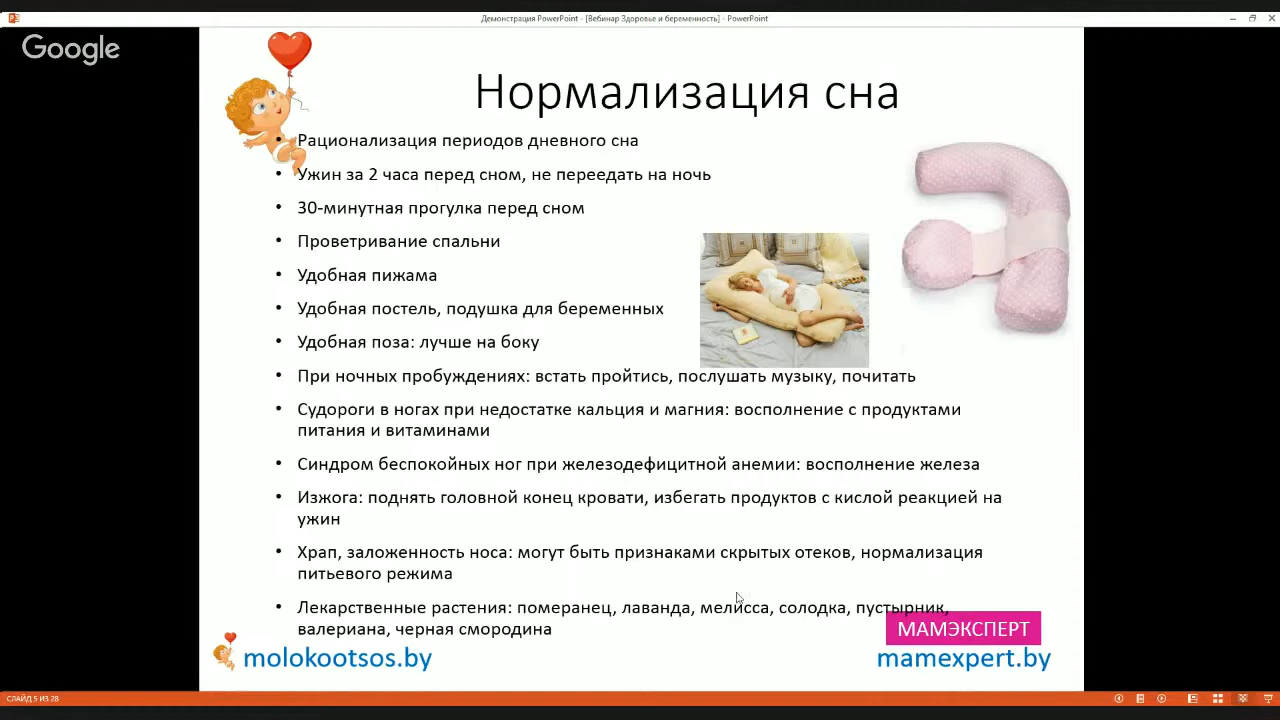 Демонстрация PowerPoint - [Вебинар Здоровье и беременность] - PowerPoint
Google
Нормализация сна
• Рационализация периодов дневного сна
• Ужин за 2 часа перед сном, не переедать на ночь
• 30-минутная прогулка перед сном
• Проветривание спальни
• Удобная пижама
• Удобная постель, подушка для беременных
• Удобная поза: лучше на боку
• При ночных пробуждениях: встать пройтись, послушать музыку, почитать
• Судороги в ногах при недостатке кальция и магния: восполнение с продуктами
питания и витаминами
• Синдром беспокойных ног при железодефицитной анемии: восполнение железа
• Изжога: поднять головной конец кровати, избегать продуктов с кислой реакцией на
ужин
• Храп, заложенность носа: могут быть признаками скрытых отеков, нормализация
питьевого режима
• Лекарственные растения: померанец, лаванда, мелисса, солодка, пустырник,
валериана, черная смородина
МАМЭКСПЕРТ
molokootsos.by
mamexpert.by
СЛАЙД 5 ИЗ 28